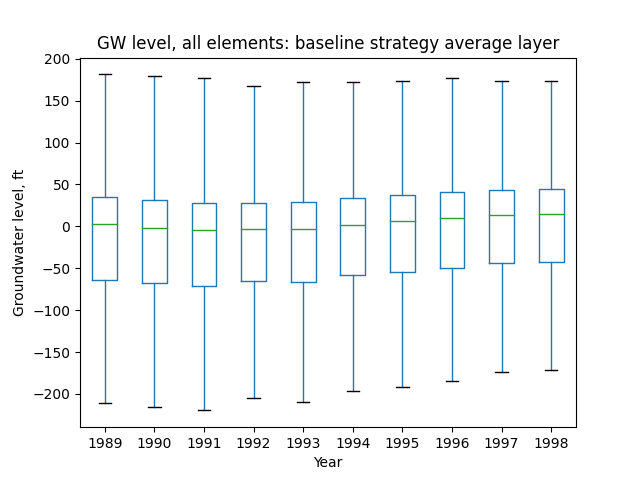 GW level, all elements: baseline strategy average layer
Groundwater level, ft
200
150
100
50
0
−50
−100
−150
−200
1989 1990 1991 1992 1993 1994 1995 1996 1997 1998
Year